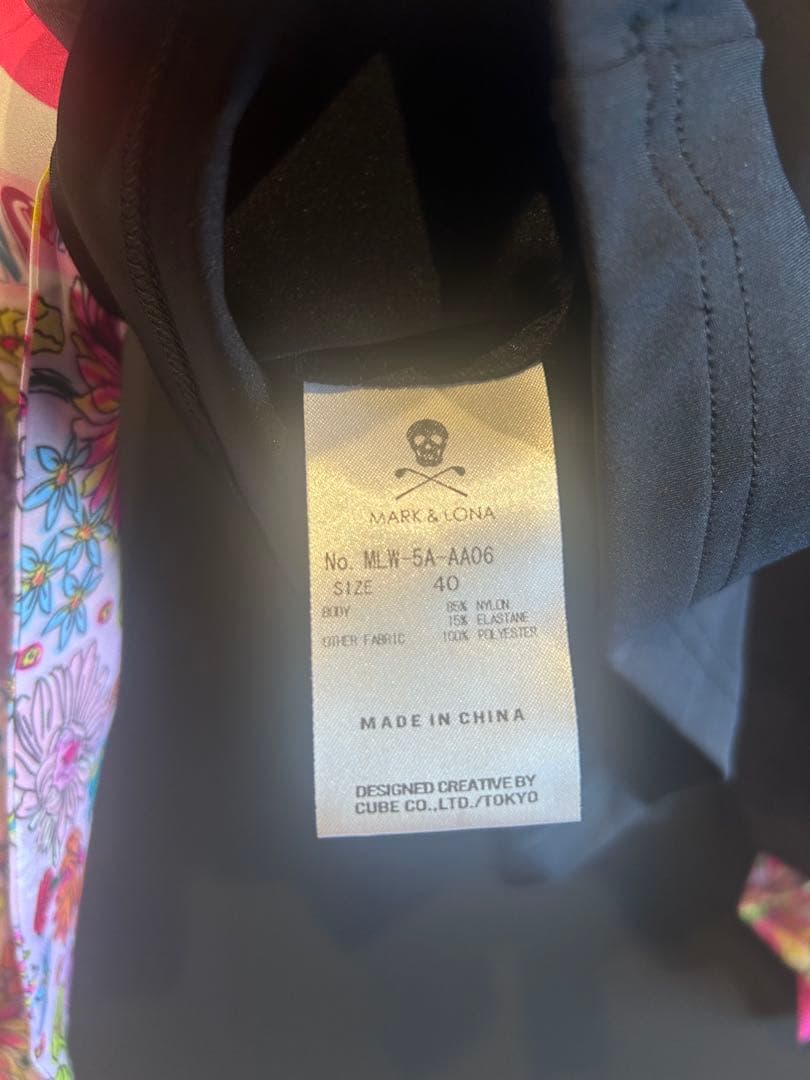 MARK & LONA
No. MLW-5A-AA06
SIZE 40
BODY 85% NYLON
15% ELASTANE
OTHER FABRIC 100% POLYESTER
MADE IN CHINA
DESIGNED CREATIVE BY
CUBE CO.,LTD./TOKYO